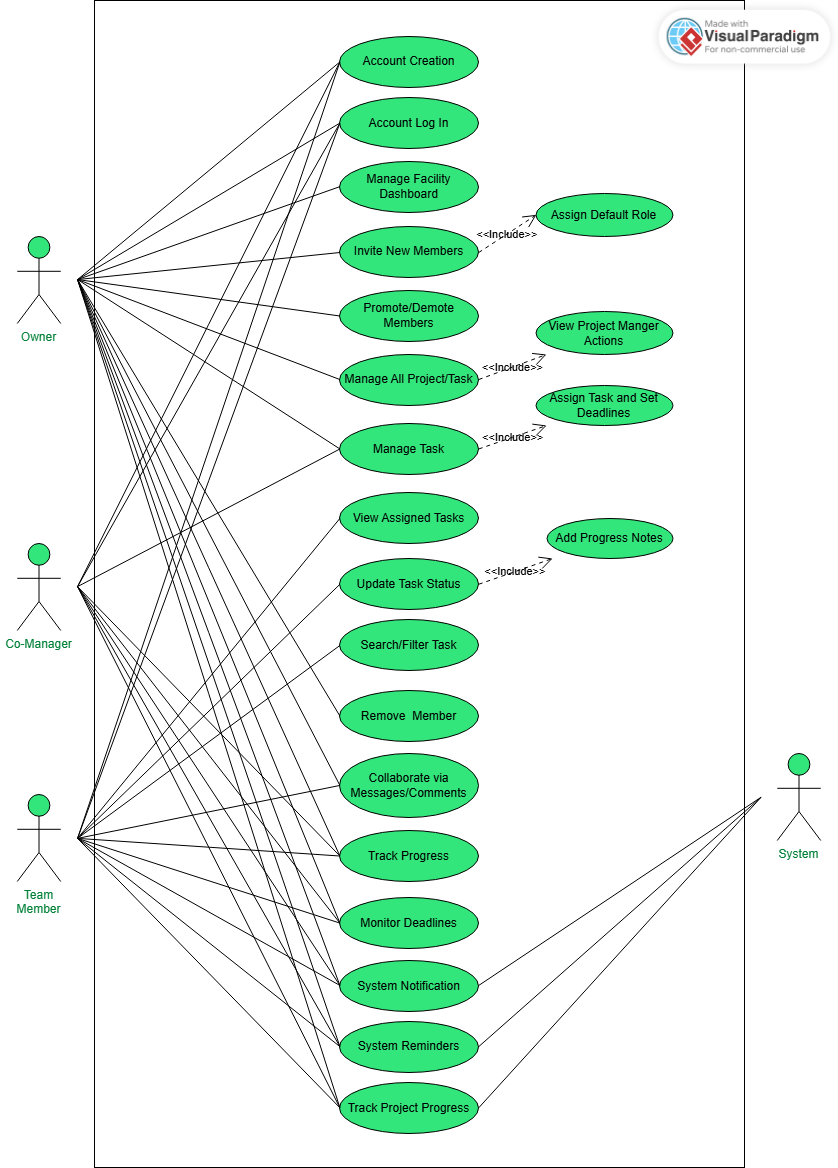 Made with
VisualParadigm
For non-commercial use
Account Creation
Account Log In
Manage Facility
Dashboard
Assign Default Role
<<Include>>
Invite New Members
Promote/Demote
Members
View Project Manger
Actions
<<Include>>
Manage All Project/Task
Assign Task and Set
Deadlines
<<Include>>
Manage Task
View Assigned Tasks
Add Progress Notes
<<Include>>
Update Task Status
Search/Filter Task
Remove  Member
Collaborate via
Messages/Comments
Track Progress
Monitor Deadlines
System Notification
System Reminders
Track Project Progress
Owner
Co-Manager
Team
Member
System